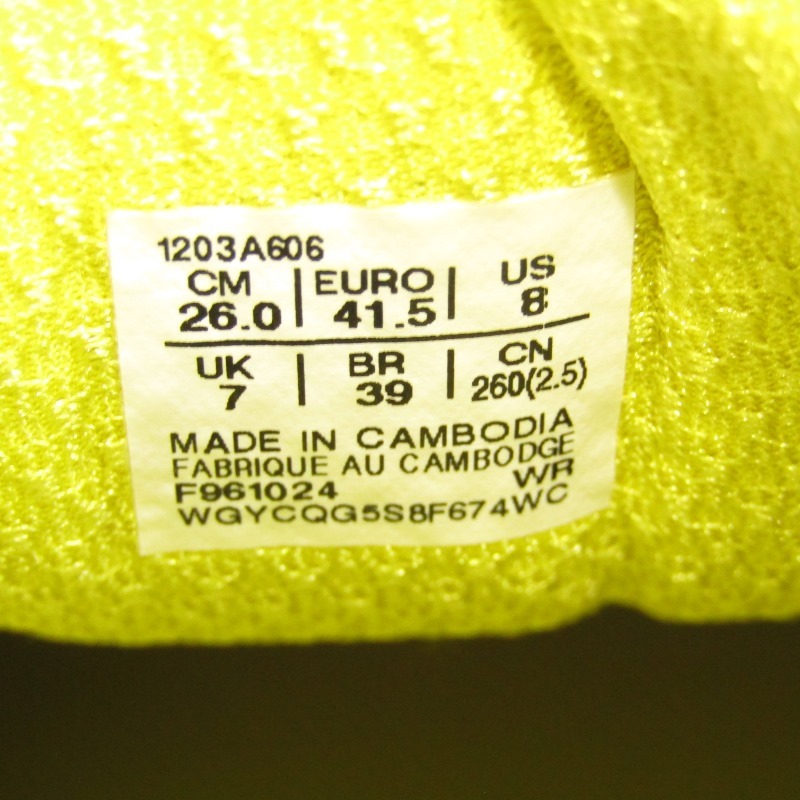 1203A606
CM | EURO | US
26.0 | 41.5 | 8
UK | BR | CN
7 | 39 | 260(2.5)
MADE IN CAMBODIA
FABRIQUE AU CAMBODGE
F961024 WR
WGYCQG5S8F674WC